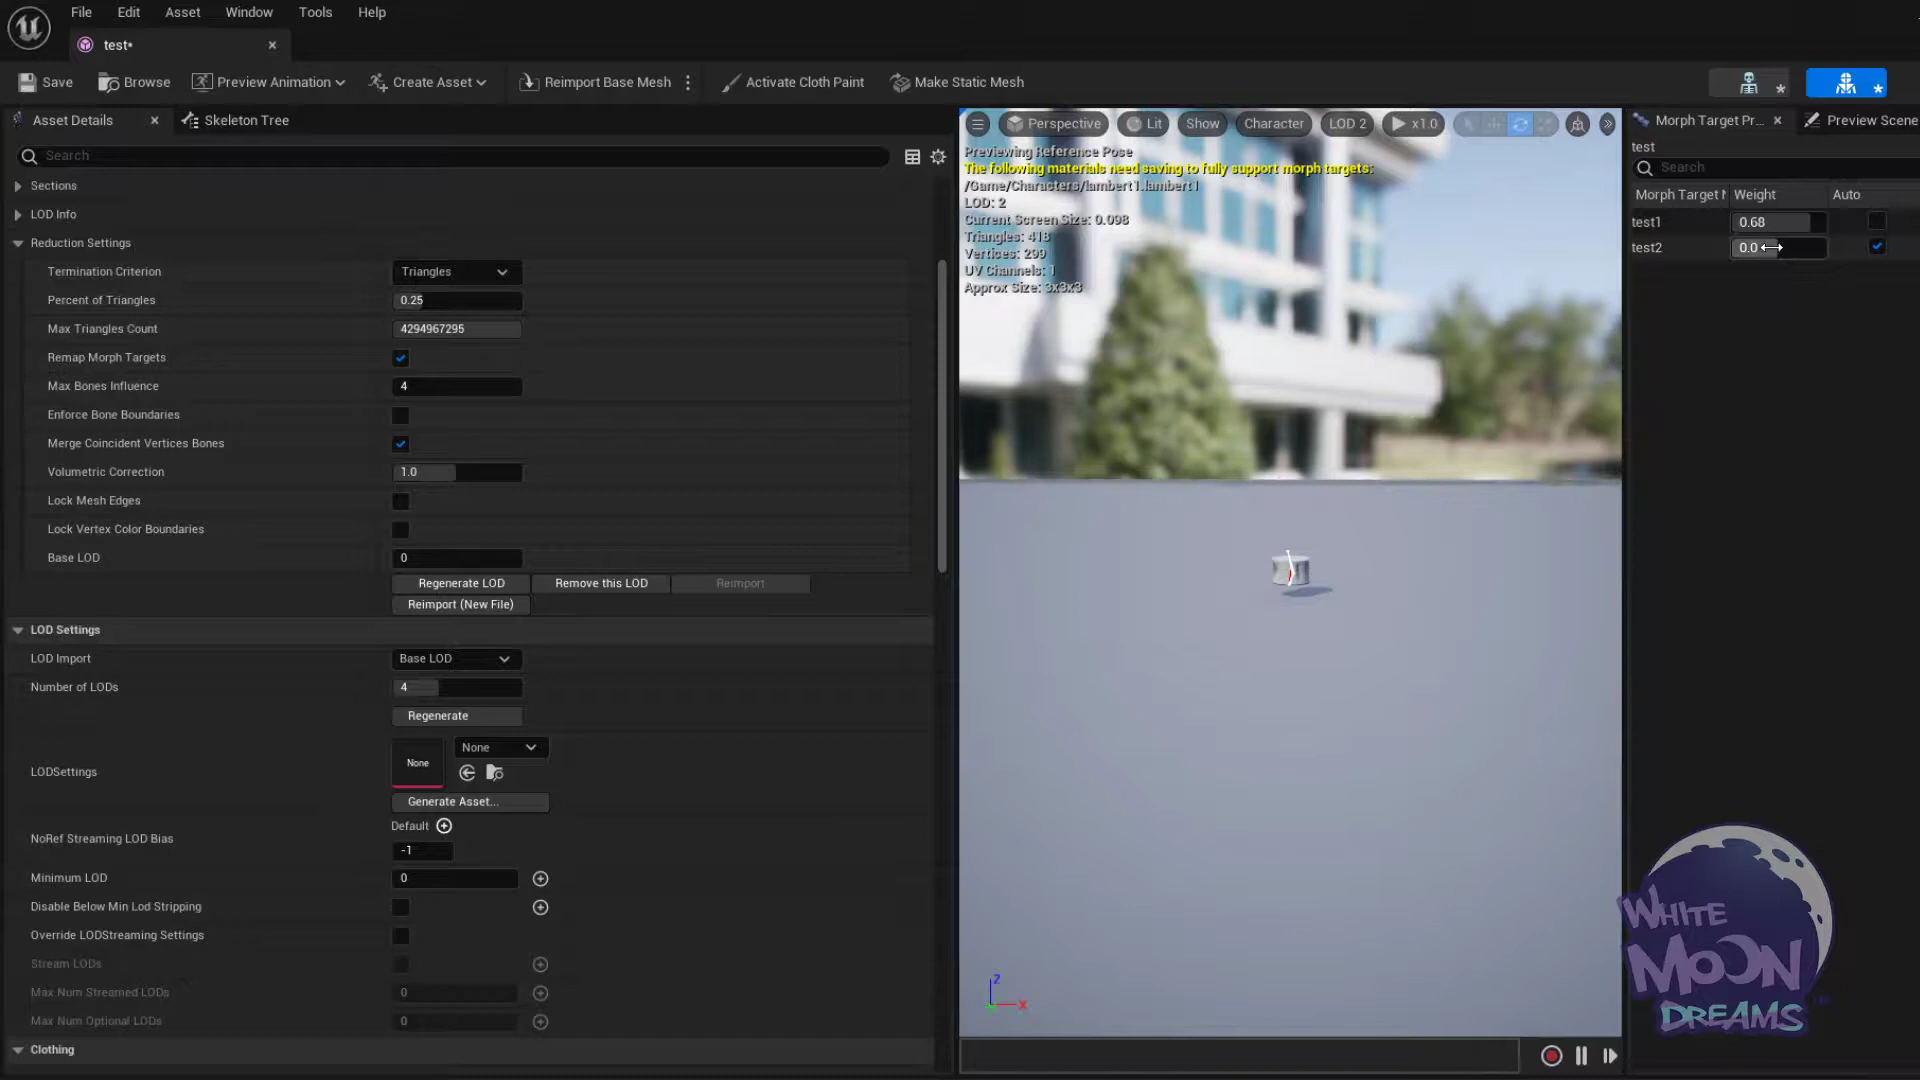 File Edit Asset Window Tools Help
test*
Save Browse Preview Animation Create Asset Reimport Base Mesh Activate Cloth Paint Make Static Mesh
Asset Details Skeleton Tree
Search
Sections
LOD Info
Reduction Settings
Termination Criterion Triangles
Percent of Triangles 0.25
Max Triangles Count 4294967295
Remap Morph Targets
Max Bones Influence 4
Enforce Bone Boundaries
Merge Coincident Vertices Bones
Volumetric Correction 1.0
Lock Mesh Edges
Lock Vertex Color Boundaries
Base LOD 0
Regenerate LOD Remove this LOD Reimport
Reimport (New File)
LOD Settings
LOD Import Base LOD
Number of LODs 4
Regenerate
LODSettings None None
Generate Asset...
Default
NoRef Streaming LOD Bias
-1
Minimum LOD 0
Disable Below Min Lod Stripping
Override LODStreaming Settings
Stream LODs
Max Num Streamed LODs 0
Max Num Optional LODs 0
Clothing
Perspective Lit Show Character LOD 2 x1.0
Previewing Reference Pose
The following materials need saving to fully support morph targets:
/Game/Characters/lambert1.lambert1
LOD: 2
Current Screen Size: 0.098
Triangles: 418
Vertices: 299
UV Channels: 1
Approx Size: 3x3x3
Z
X
Morph Target Pr... Preview Scene
test
Search
Morph Target Weight Auto
test1 0.68
test2 0.0
WHITE
MOON
DREAMS